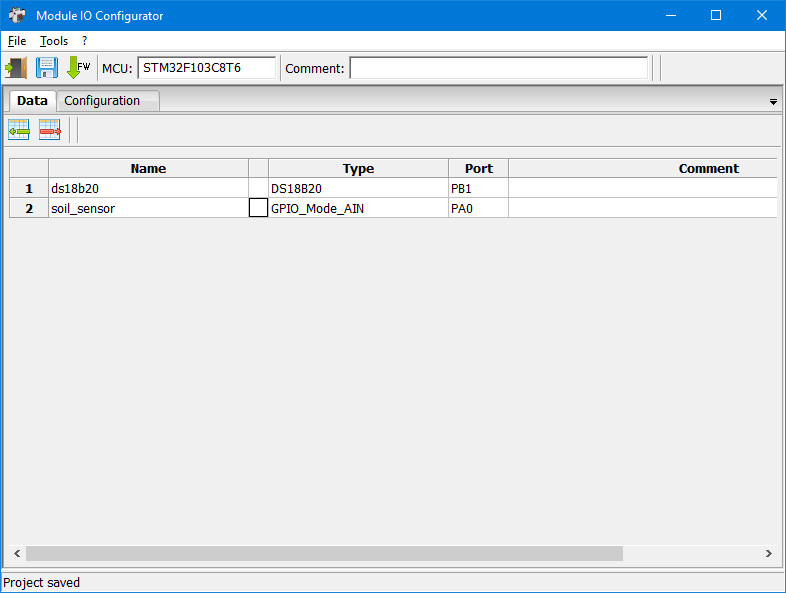 Module IO Configurator
File Tools ?
FW MCU: STM32F103C8T6 Comment:
Data Configuration
Name Type Port Comment
1 ds18b20 DS18B20 PB1
2 soil_sensor GPIO_Mode_AIN PA0
Project saved